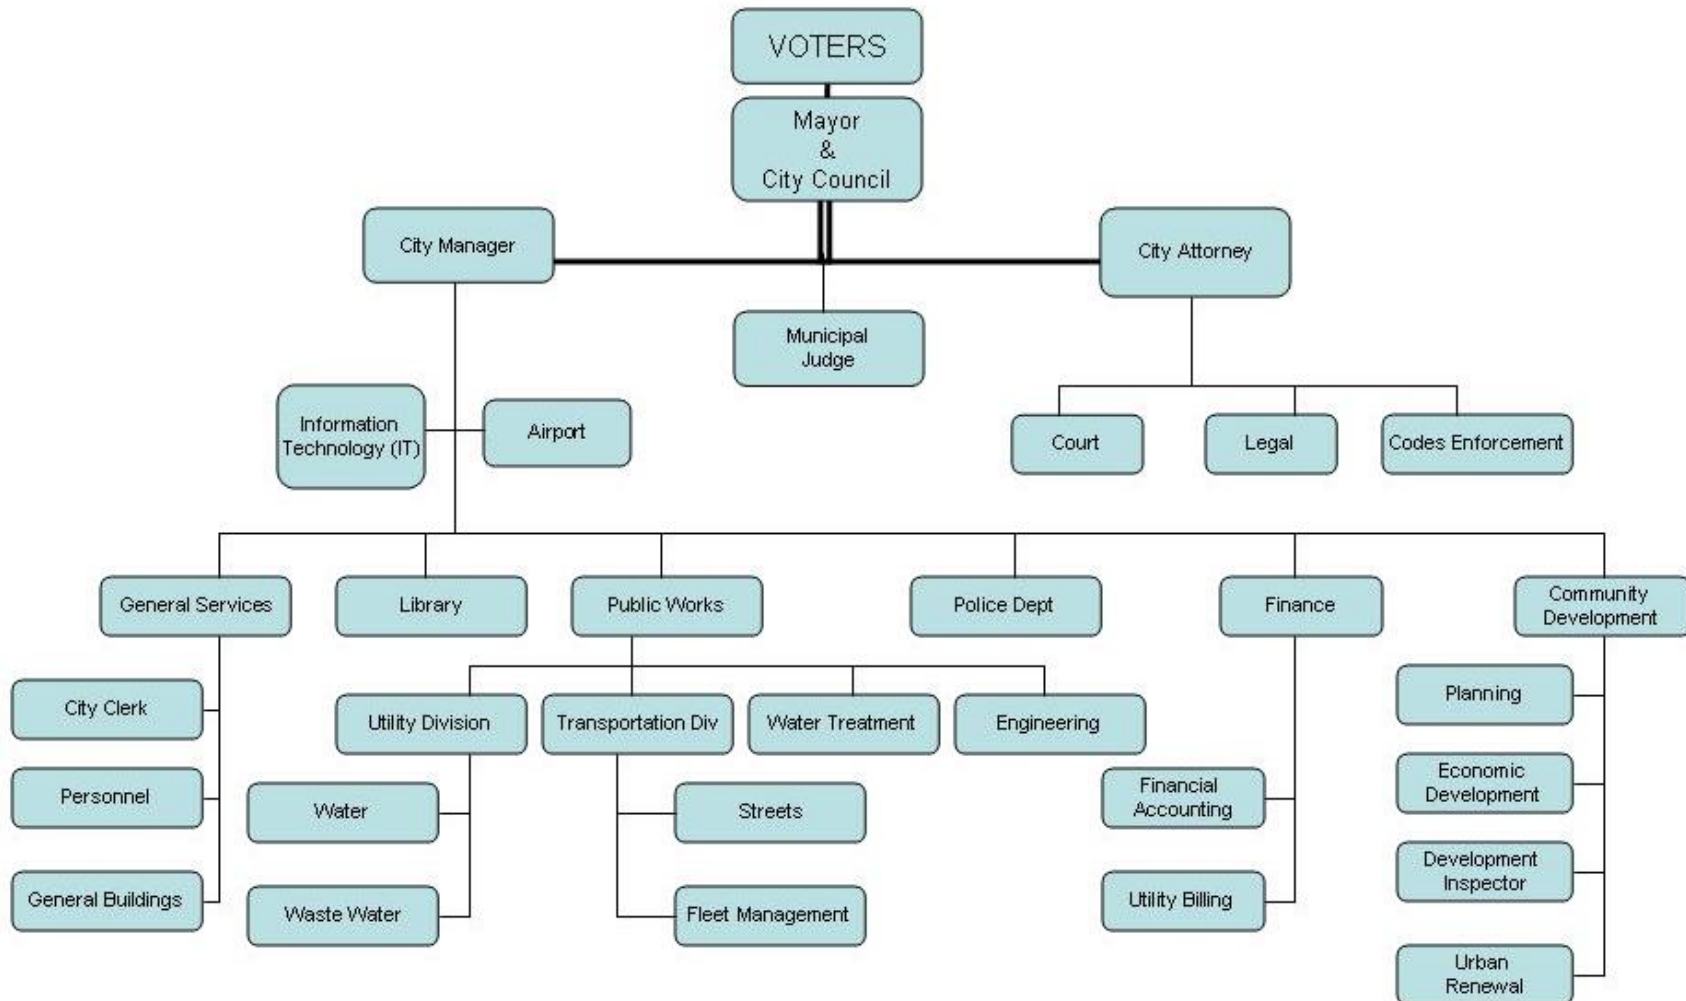 VOTERS
Mayor
&
City Council
City Manager
City Attorney
Municipal
Judge
Information
Technology (IT)
Airport
Court
Legal
Codes Enforcement
General Services
Library
Public Works
Police Dept
Finance
Community
Development
City Clerk
Utility Division
Transportation Div
Water Treatment
Engineering
Planning
Personnel
Water
Streets
Financial
Accounting
Economic
Development
General Buildings
Waste Water
Fleet Management
Utility Billing
Development
Inspector
Urban
Renewal